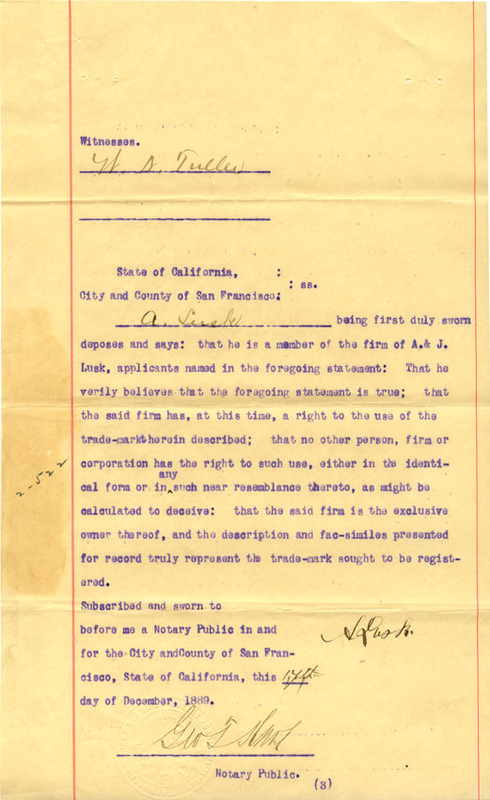 Witnesses.
W. A. Fuller
State of California, :
: ss.
City and County of San Francisco:
A. Lusk being first duly sworn
deposes and says: that he is a member of the firm of A.& J.
Lusk, applicants named in the foregoing statement: That he
verily believes that the foregoing statement is true; that
the said firm has, at this time, a right to the use of the
trade-marktherein described; that no other person, firm or
corporation has the right to such use, either in the identi-
any
cal form or in such near resemblance thereto, as might be
calculated to deceive: that the said firm is the exclusive
owner thereof, and the description and fac-similes presented
for record truly represent the trade-mark sought to be regist-
ered.
Subscribed and sworn to
before me a Notary Public in and
for the City andCounty of San Fran-
cisco, State of California, this
day of December, 1889.
A Lusk.
Geo T
Notary Public.
(3)
2-522